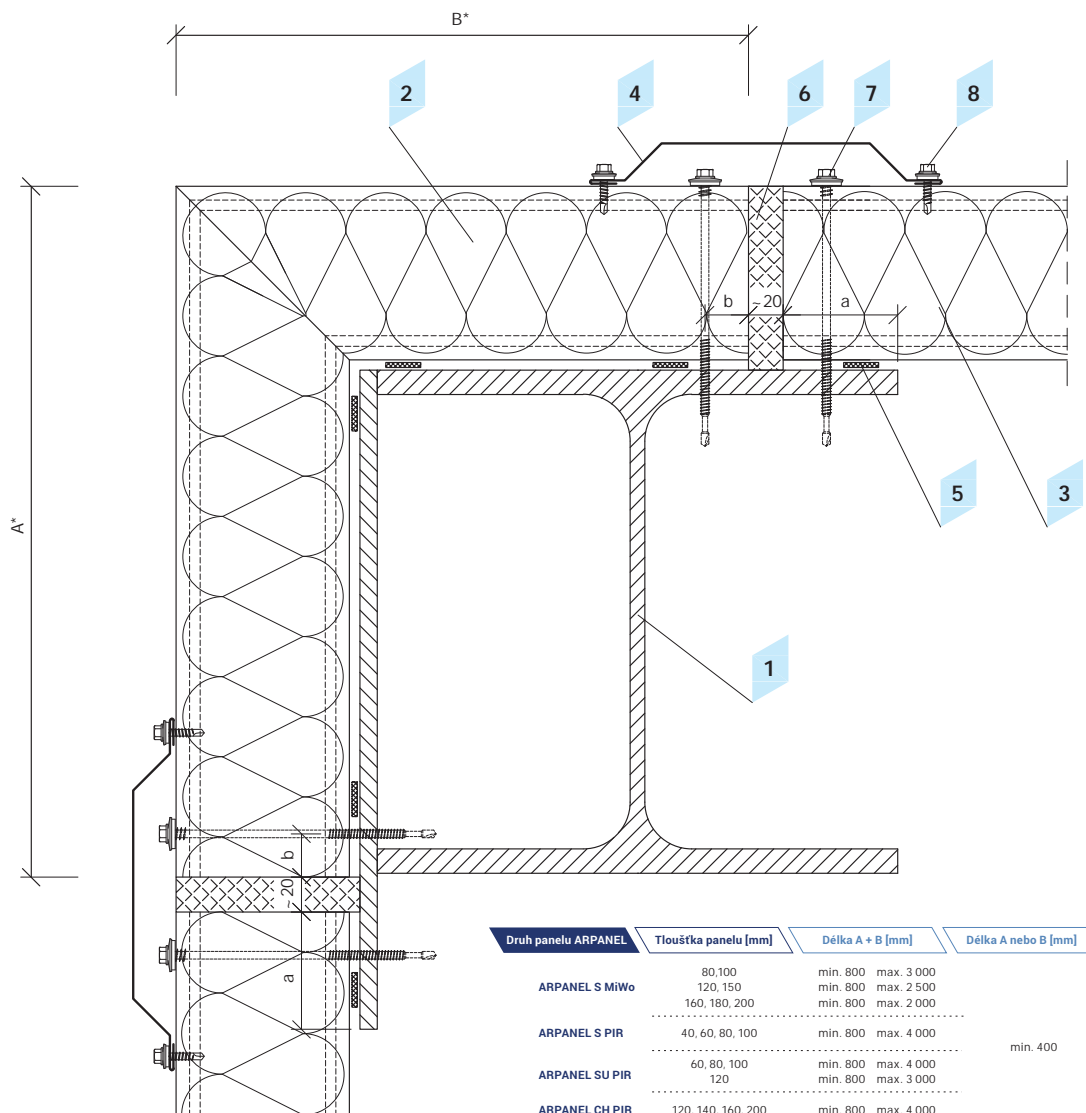 B*
2
4
6
7
8
b
~20
a
A*
5
3
1
b
~20
a
Druh panelu ARPANEL Tloušťka panelu [mm] Délka A + B [mm] Délka A nebo B [mm]
80,100 min. 800 max. 3 000
ARPANEL S MiWo 120, 150 min. 800 max. 2 500
160, 180, 200 min. 800 max. 2 000
ARPANEL S PIR 40, 60, 80, 100 min. 800 max. 4 000
min. 400
60, 80, 100 min. 800 max. 4 000
ARPANEL SU PIR
120 min. 800 max. 3 000
ARPANEL CH PIR 120, 140, 160, 200 min. 800 max. 4 000